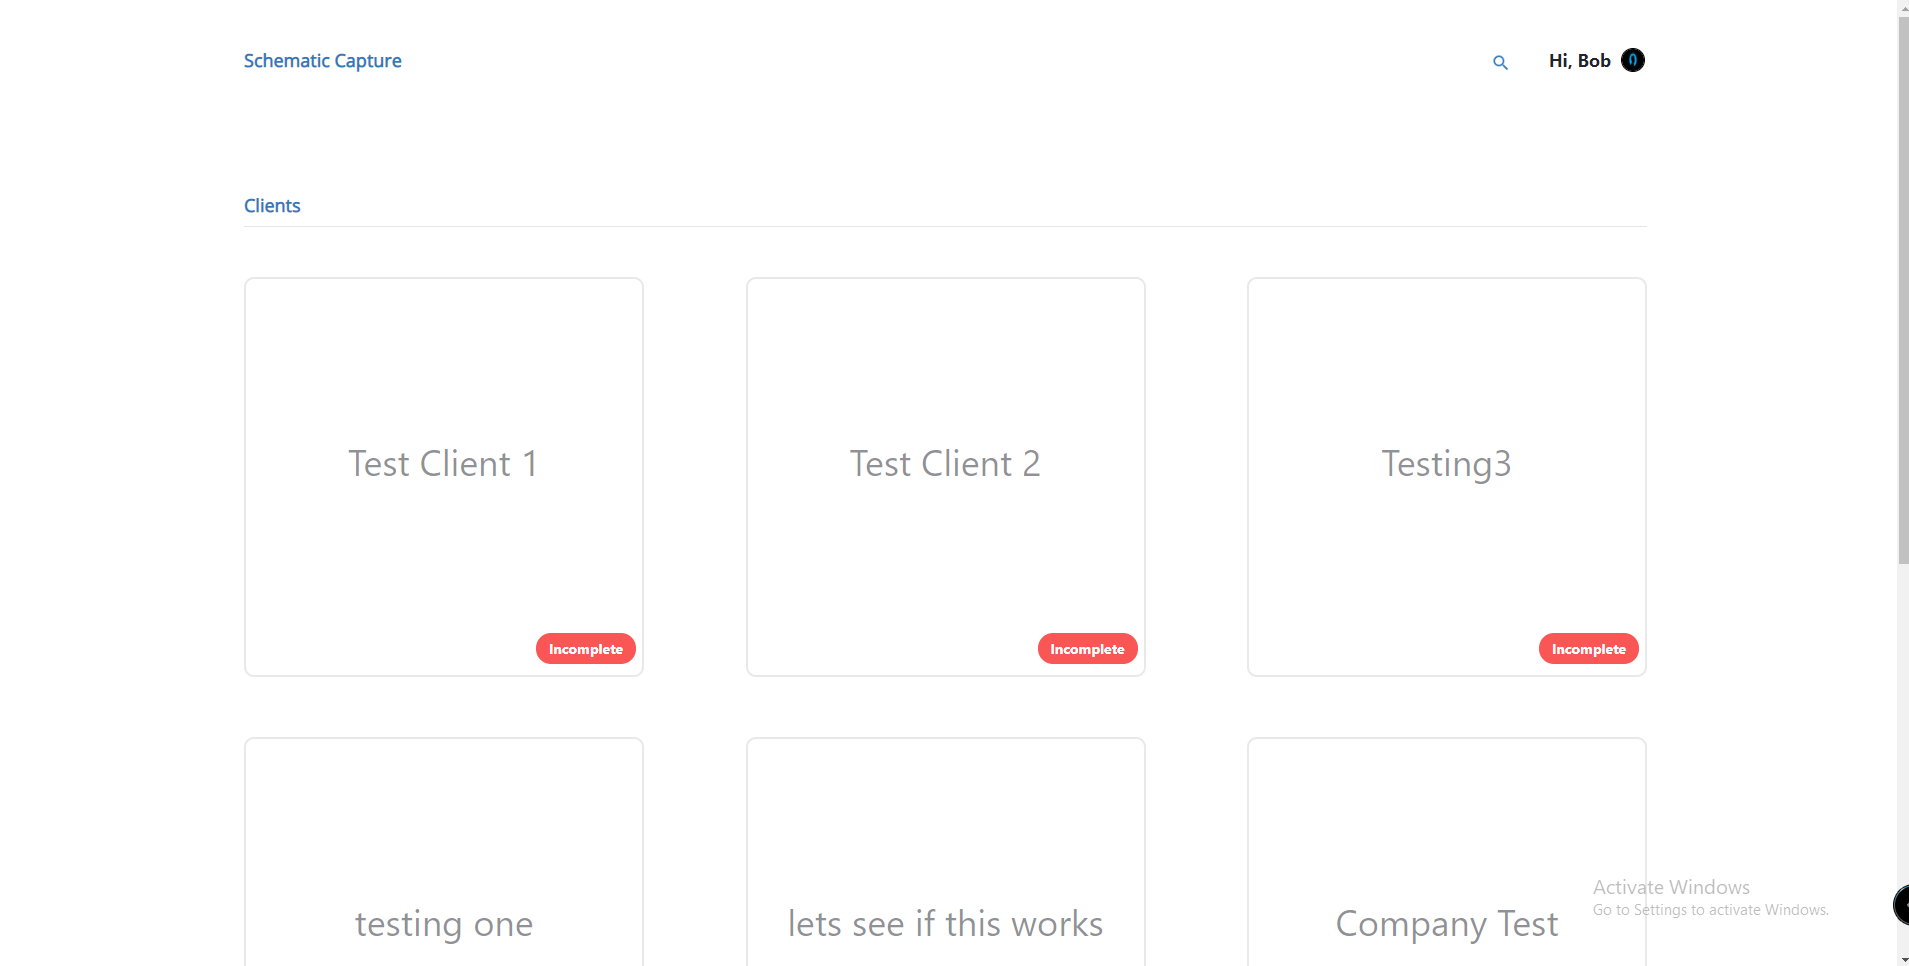 Schematic Capture
Hi, Bob
Clients
Test Client 1
Test Client 2
Testing3
Incomplete
Incomplete
Incomplete
testing one
lets see if this works
Company Test
Activate Windows
Go to Settings to activate Windows.